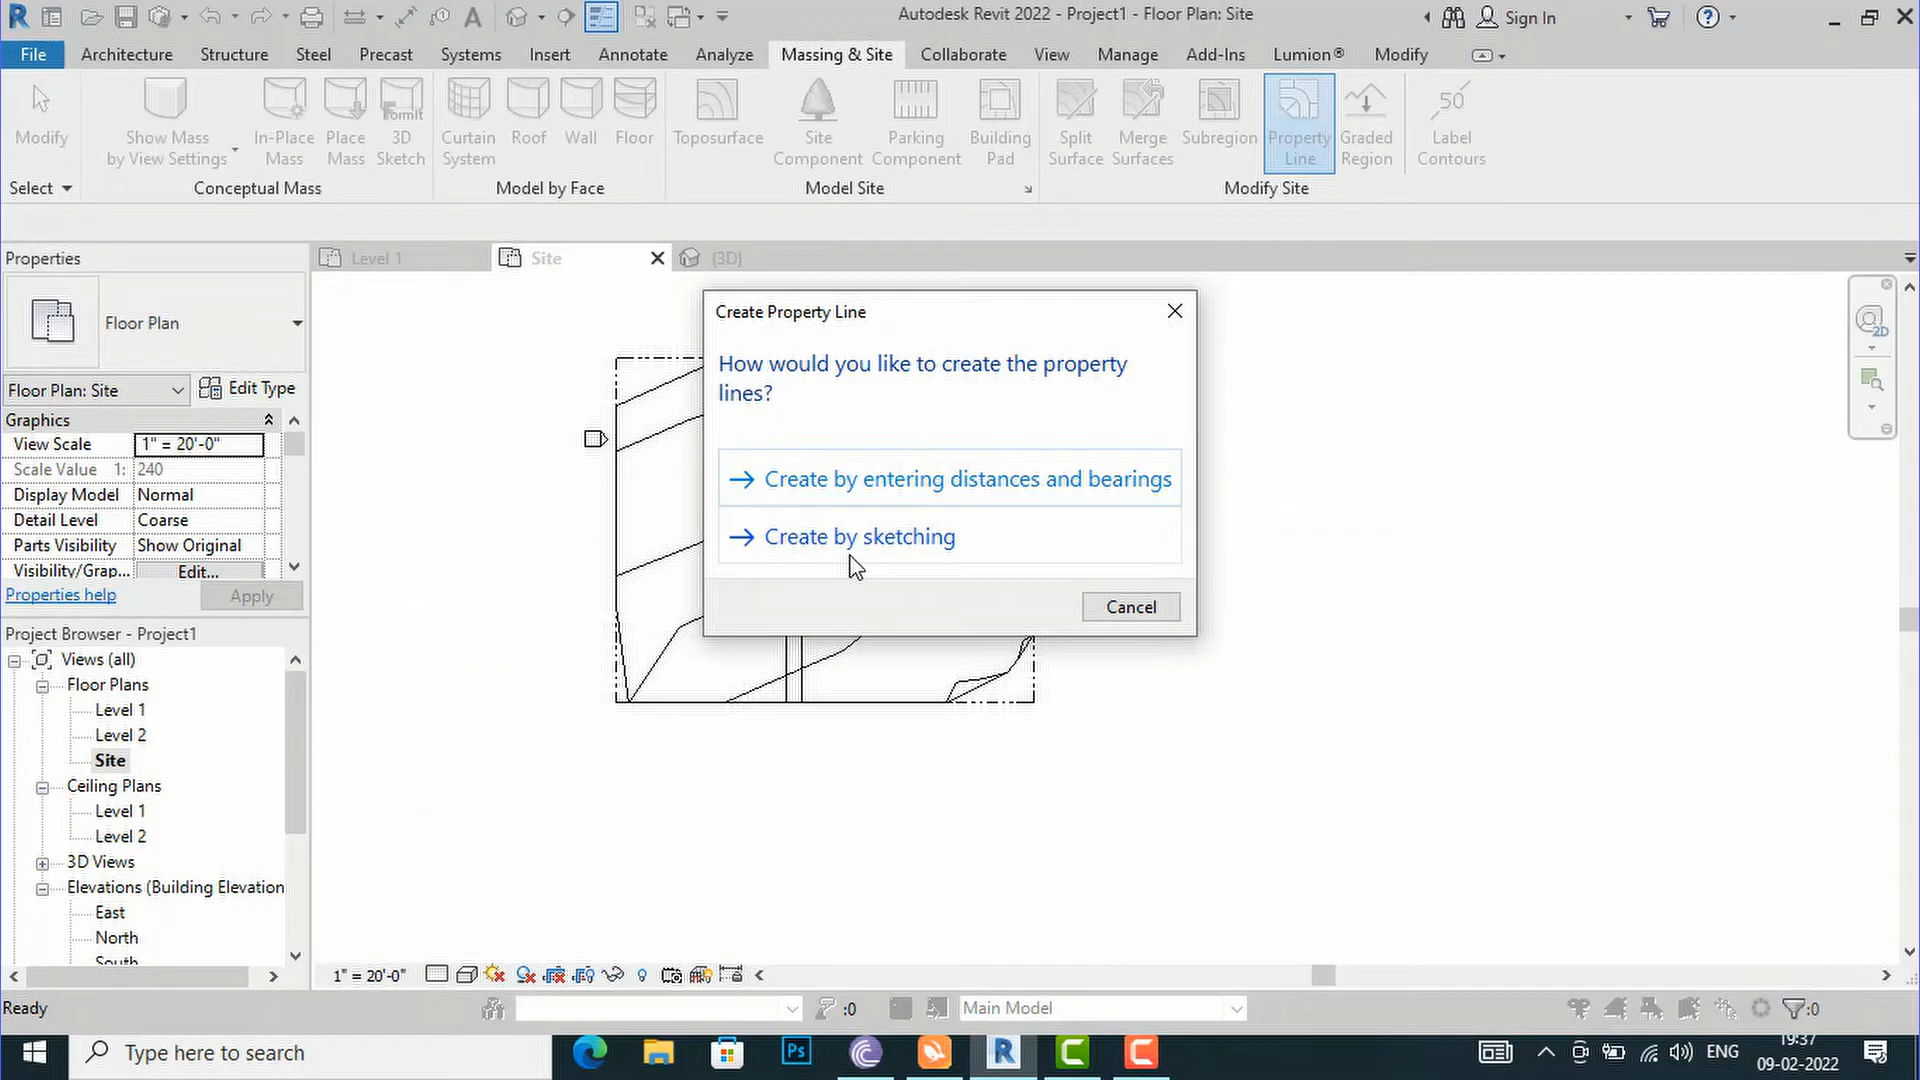 Autodesk Revit 2022 - Project1 - Floor Plan: Site
Sign In
File Architecture Structure Steel Precast Systems Insert Annotate Analyze Massing & Site Collaborate View Manage Add-Ins Lumion® Modify
Modify
Show Mass
by View Settings
In-Place
Mass
Place
Mass
FormIt
3D
Sketch
Curtain
System
Roof
Wall
Floor
Toposurface
Site
Component
Parking
Component
Building
Pad
Split
Surface
Merge
Surfaces
Subregion
Property
Line
Graded
Region
50
Label
Contours
Select
Conceptual Mass
Model by Face
Model Site
Modify Site
Properties
Level 1
Site
{3D}
Floor Plan
Floor Plan: Site
Edit Type
Graphics
View Scale 1" = 20'-0"
Scale Value 1: 240
Display Model Normal
Detail Level Coarse
Parts Visibility Show Original
Visibility/Grap... Edit...
Properties help
Apply
Project Browser - Project1
Views (all)
Floor Plans
Level 1
Level 2
Site
Ceiling Plans
Level 1
Level 2
3D Views
Elevations (Building Elevation
East
North
South
Create Property Line
How would you like to create the property
lines?
Create by entering distances and bearings
Create by sketching
Cancel
2D
1" = 20'-0"
Ready
:0
Main Model
:0
Type here to search
Ps
R
ENG
19:37
09-02-2022